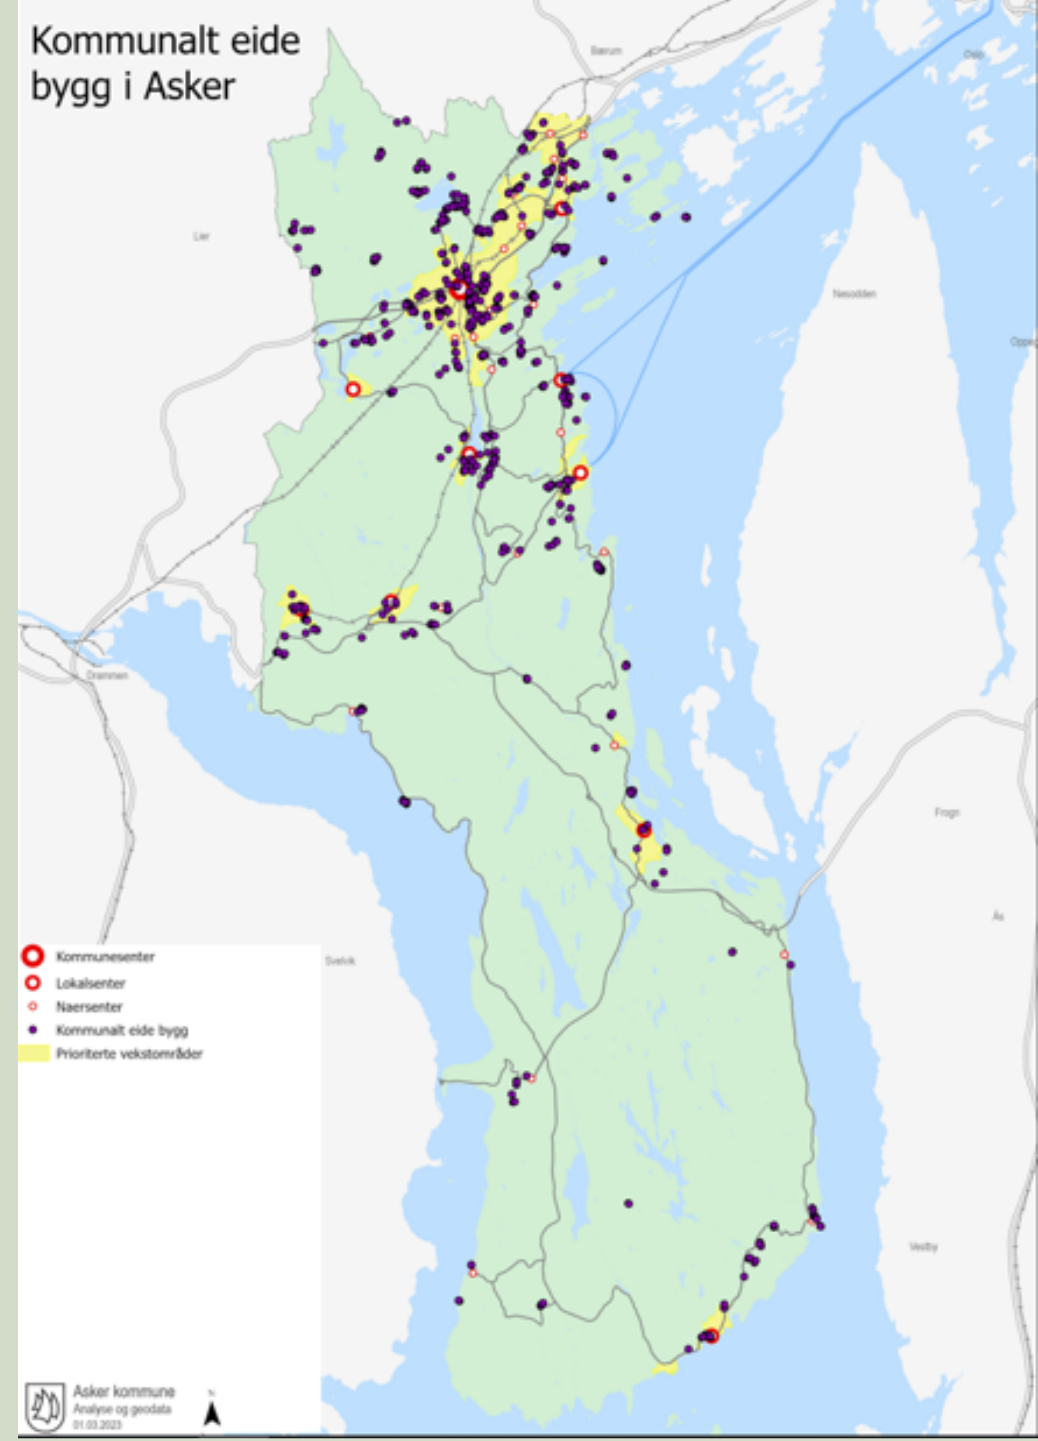 Kommunalt eide
bygg i Asker
Bærum
Oslo
Lier
Nesodden
Drammen
Frogn
Ås
Svelvik
Vestby
Kommunesenter
Lokalsenter
Naersenter
Kommunalt eide bygg
Prioriterte vekstområder
Asker kommune
Analyse og geodata
01.03.2023
N